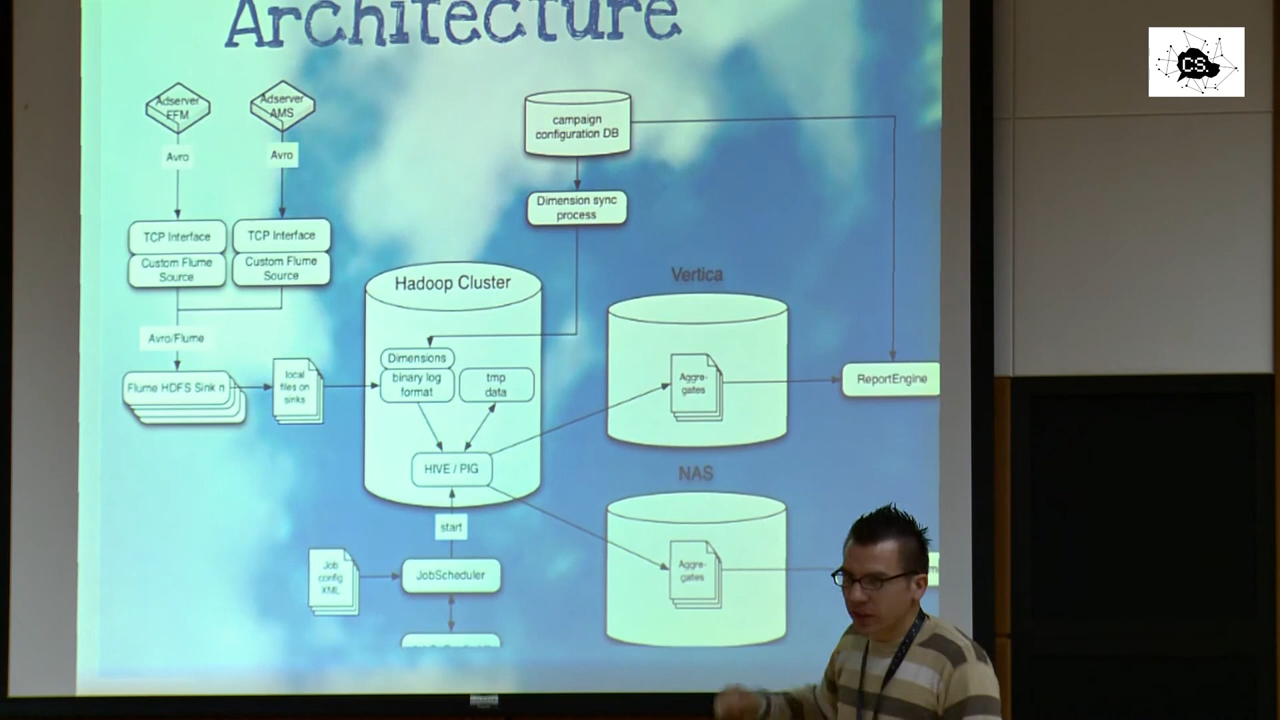 Architecture
CS.
Adserver
EFM
Adserver
AMS
Avro
Avro
campaign
configuration DB
Dimension sync
process
TCP Interface
Custom Flume
Source
TCP Interface
Custom Flume
Source
Hadoop Cluster
Vertica
Avro/Flume
Flume HDFS Sink n
local
files on
sinks
Dimensions
binary log
format
tmp
data
Aggre-
gates
ReportEngine
HIVE / PIG
NAS
start
Job
config
XML
JobScheduler
Aggre-
gates